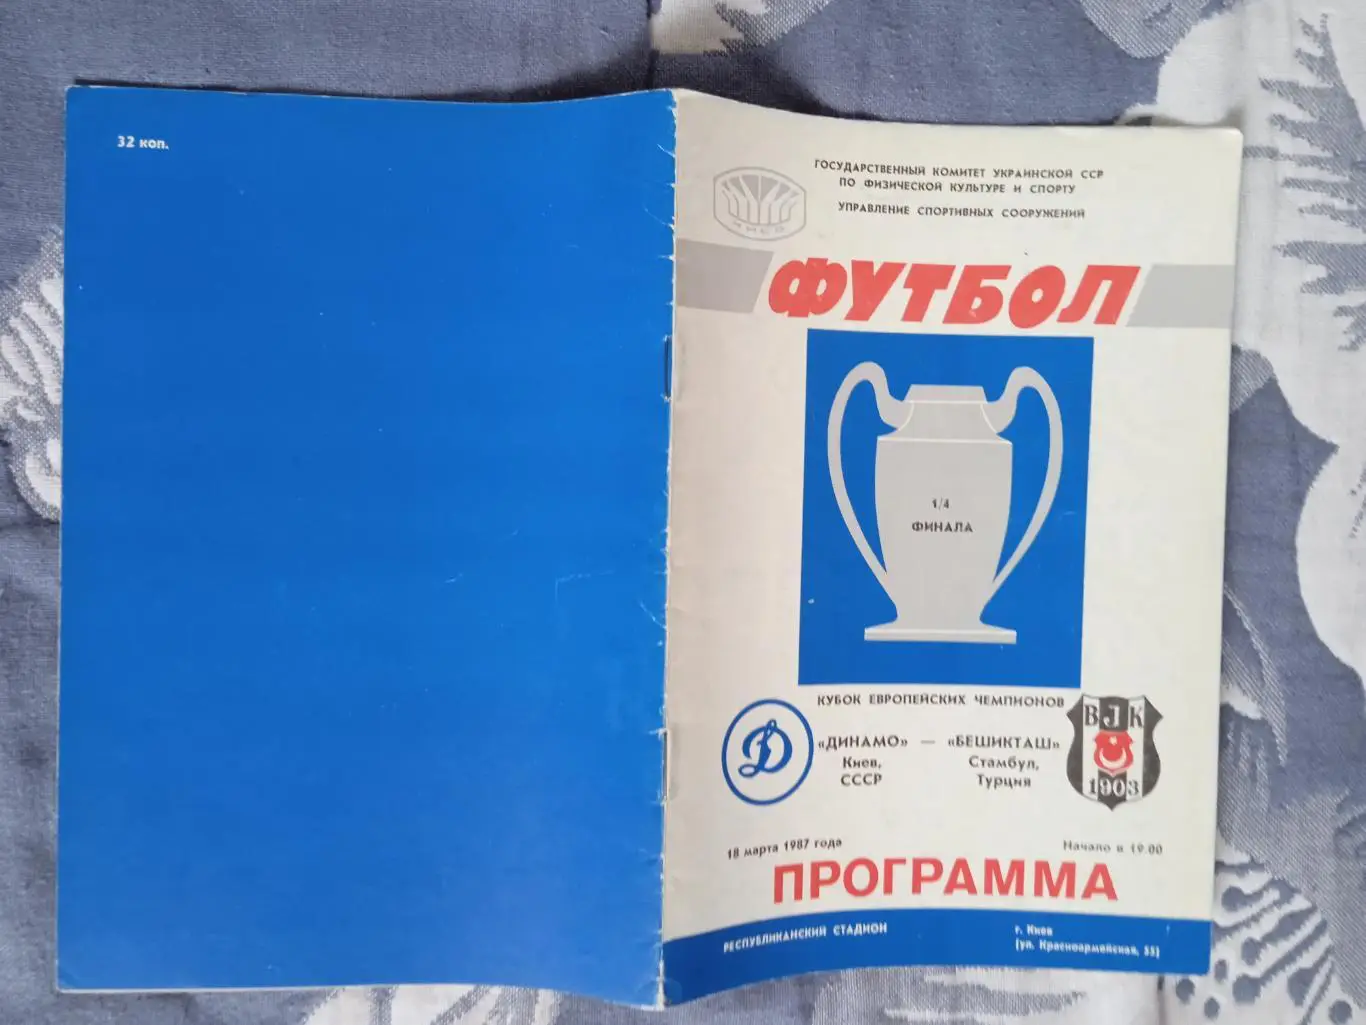 32 коп.
ГОСУДАРСТВЕННЫЙ КОМИТЕТ УКРАИНСКОЙ ССР
ПО ФИЗИЧЕСКОЙ КУЛЬТУРЕ И СПОРТУ
УПРАВЛЕНИЕ СПОРТИВНЫХ СООРУЖЕНИЙ
ФУТБОЛ
1/4
ФИНАЛА
КУБОК ЕВРОПЕЙСКИХ ЧЕМПИОНОВ
Д
«ДИНАМО» — «БЕШИКТАШ»
Киев, Стамбул,
СССР Турция
BJK
1903
18 марта 1987 года
Начало в 19.00
ПРОГРАММА
РЕСПУБЛИКАНСКИЙ СТАДИОН
г. Киев
(ул. Красноармейская, 55)